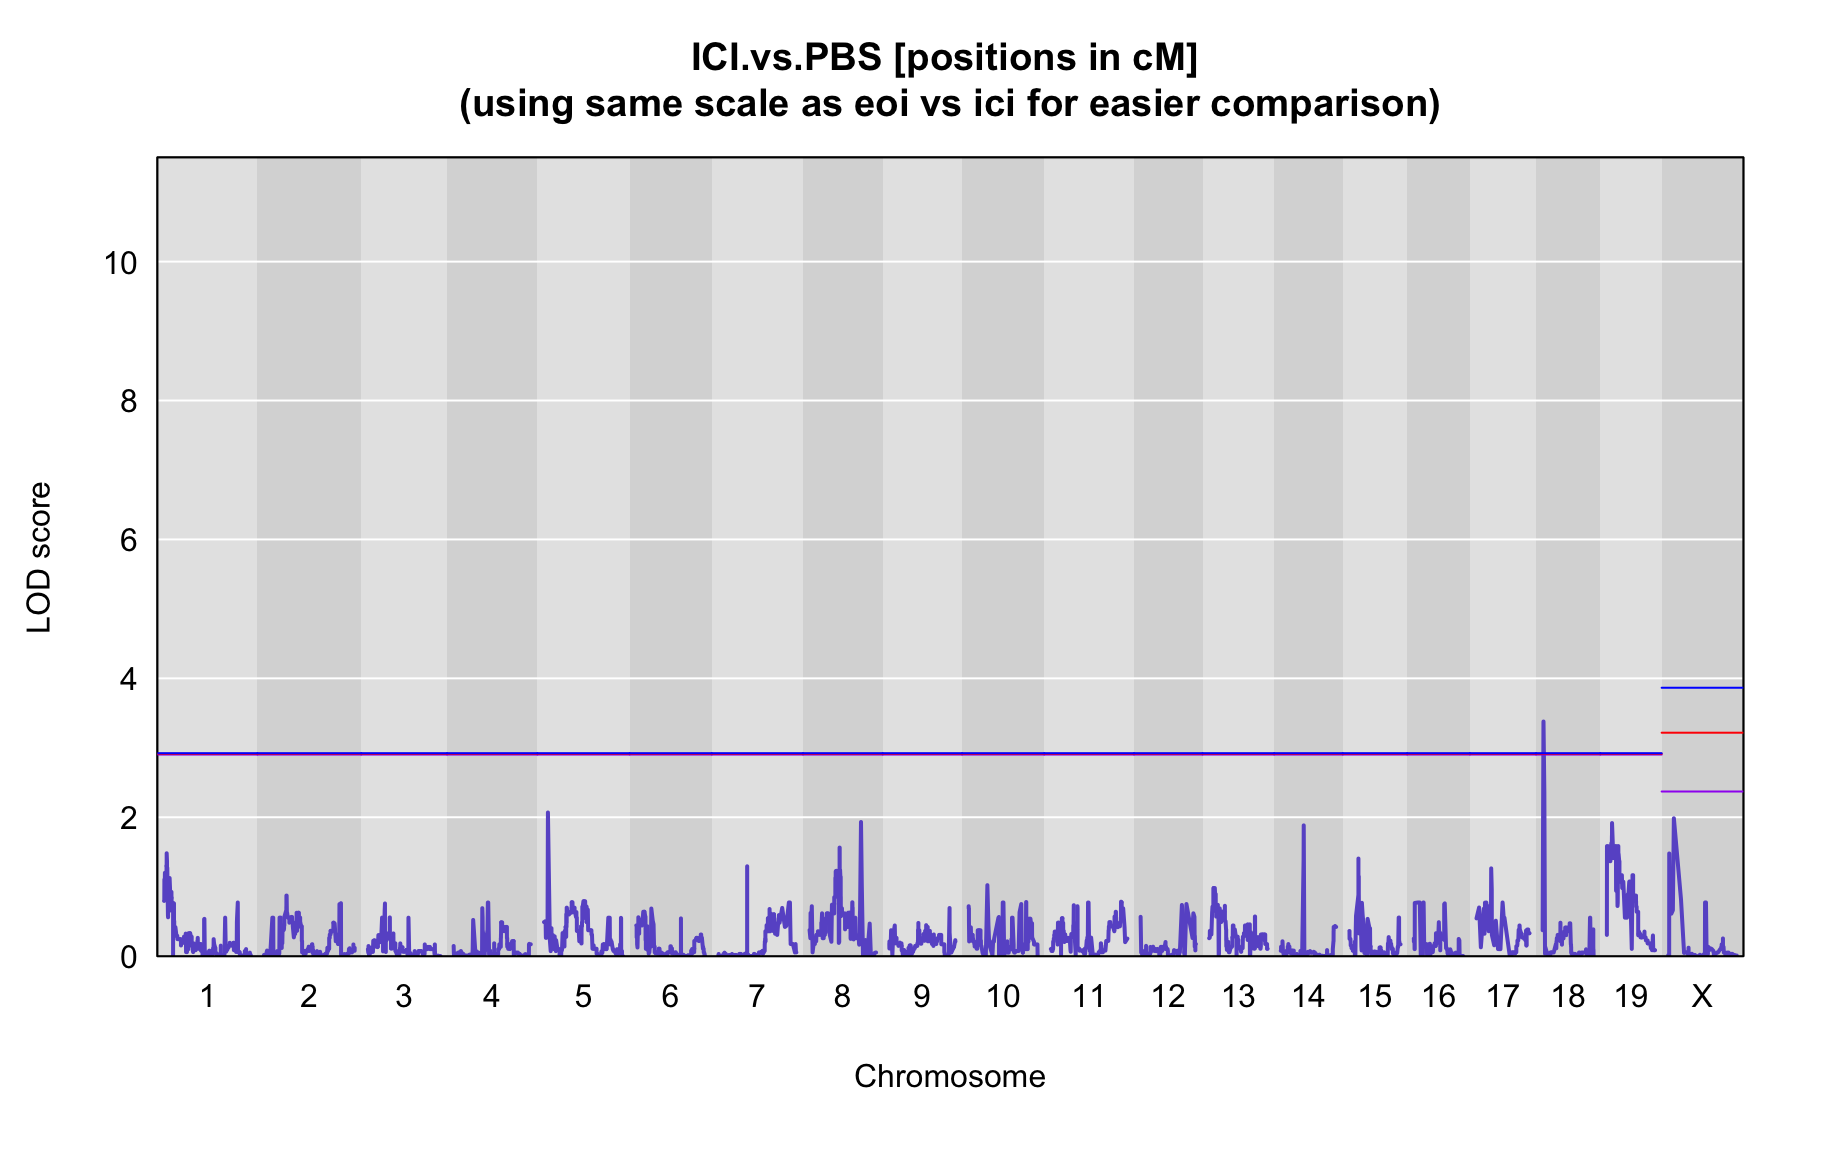 ICI.vs.PBS [positions in cM]
(using same scale as eoi vs ici for easier comparison)
10
8
6
4
2
0
LOD score
1 2 3 4 5 6 7 8 9 10 11 12 13 14 15 16 17 18 19 X
Chromosome